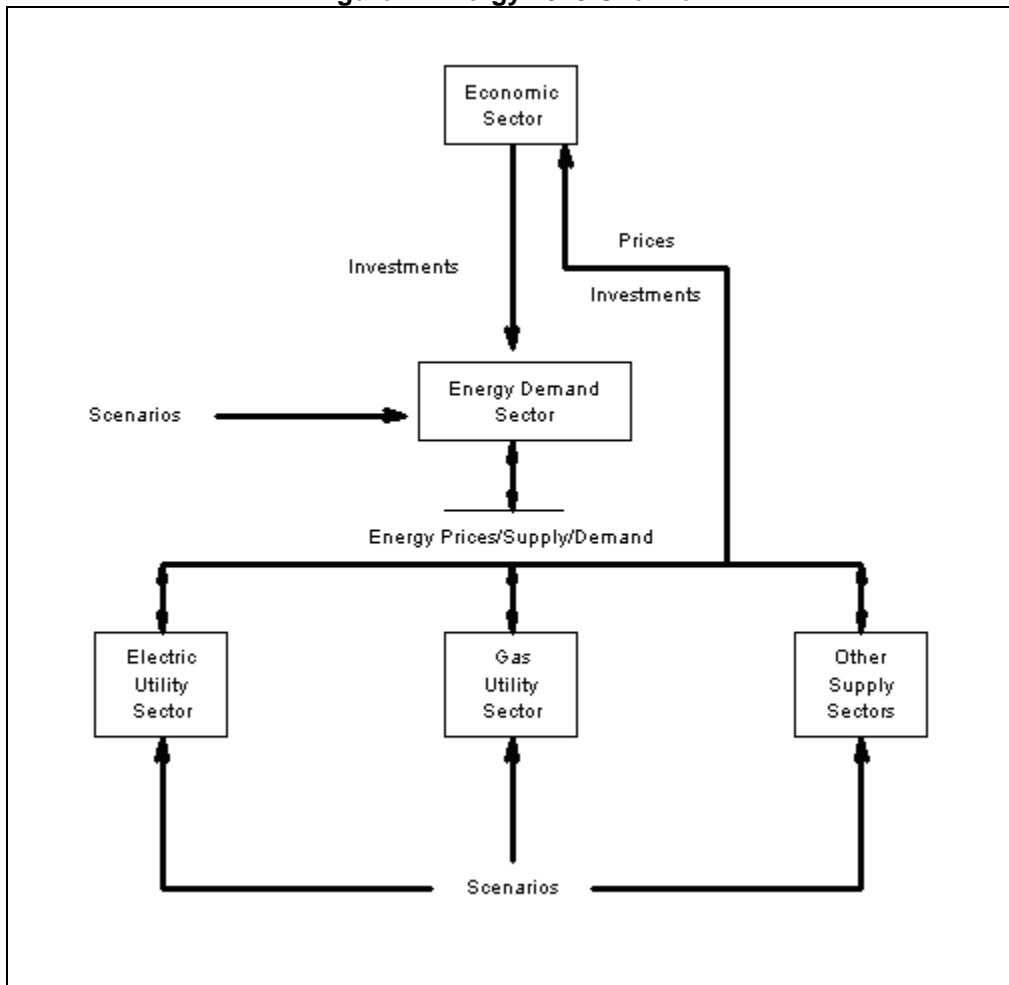 Economic
Sector
Prices
Investments
Investments
Energy Demand
Sector
Scenarios
Energy Prices/Supply/Demand
Electric
Utility
Sector
Gas
Utility
Sector
Other
Supply
Sectors
Scenarios